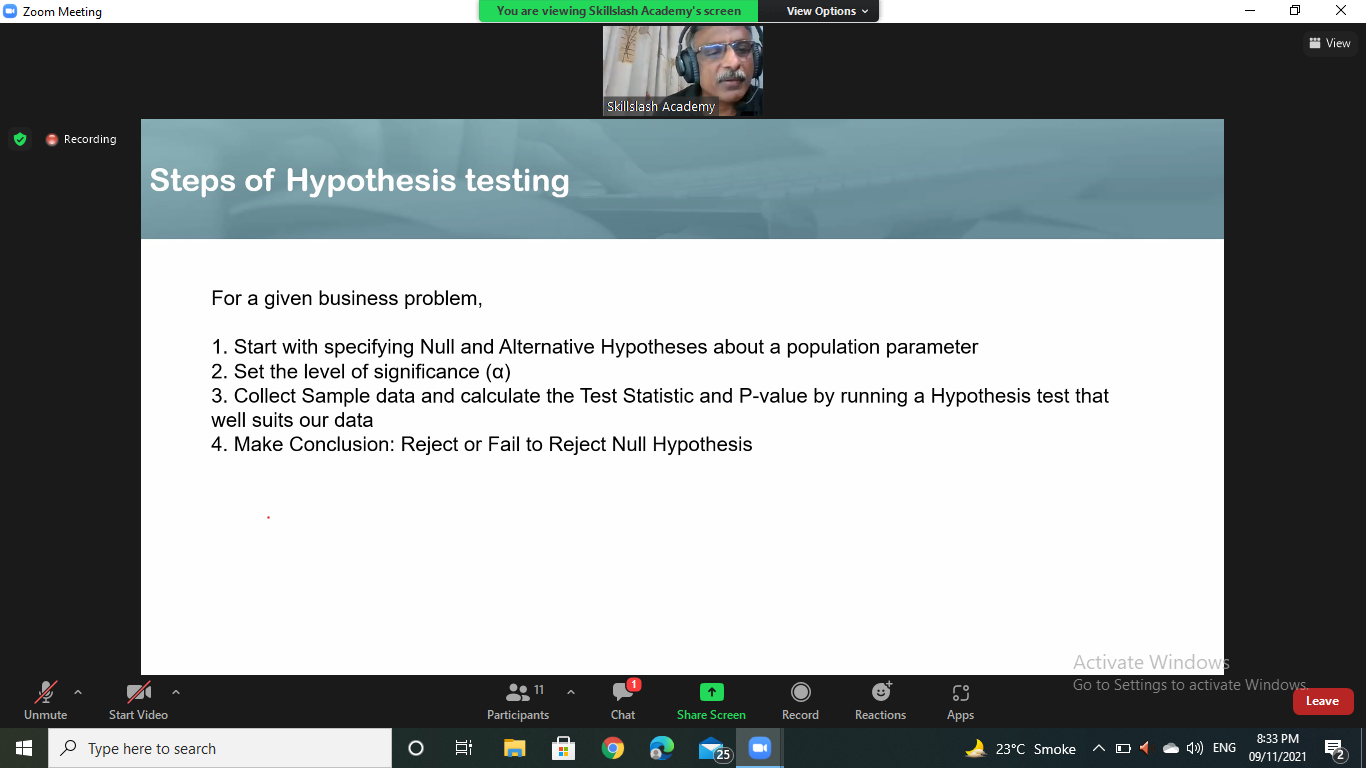 Zoom Meeting
You are viewing Skillslash Academy's screen
View Options
View
Skillslash Academy
Recording
Steps of Hypothesis testing
For a given business problem,
1. Start with specifying Null and Alternative Hypotheses about a population parameter
2. Set the level of significance (α)
3. Collect Sample data and calculate the Test Statistic and P-value by running a Hypothesis test that
well suits our data
4. Make Conclusion: Reject or Fail to Reject Null Hypothesis
Activate Windows
Go to Settings to activate Windows.
Unmute
Start Video
11
Participants
1
Chat
Share Screen
Record
Reactions
Apps
Leave
Type here to search
25
23°C Smoke
ENG
8:33 PM
09/11/2021
2